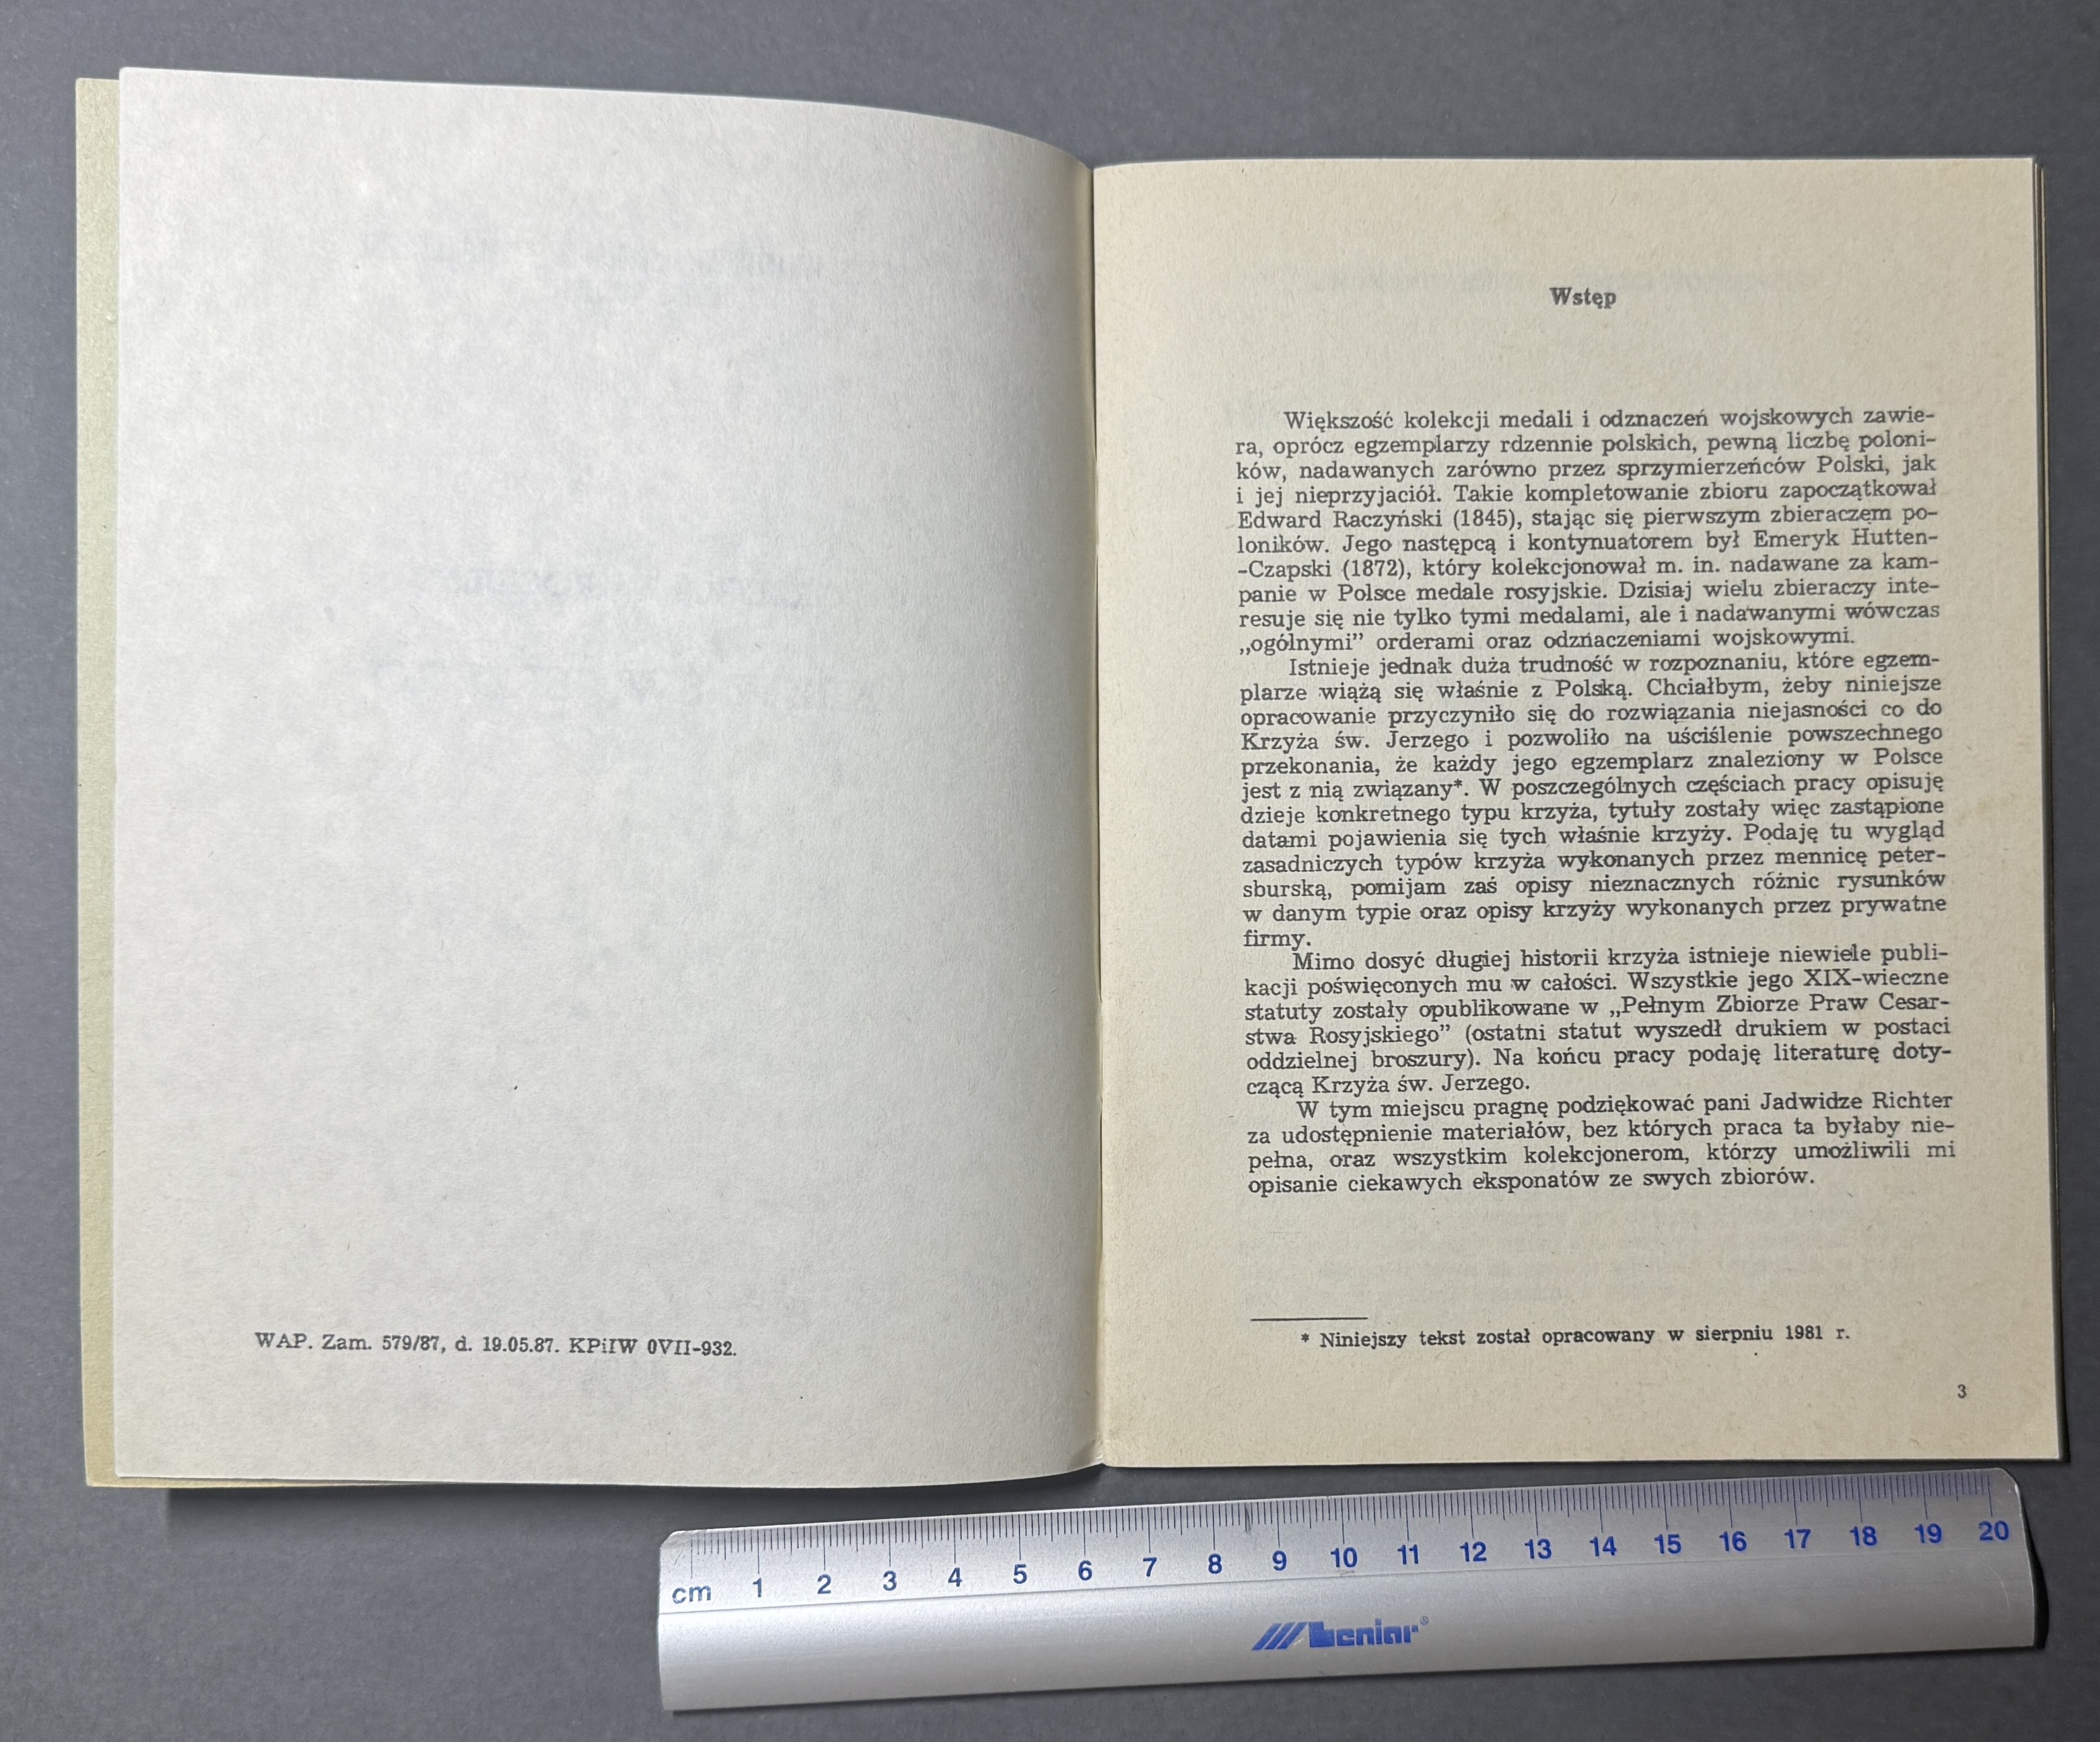 WAP. Zam. 579/87, d. 19.05.87. KPiIW 0VII-932.
Wstęp
Większość kolekcji medali i odznaczeń wojskowych zawie-
ra, oprócz egzemplarzy rdzennie polskich, pewną liczbę poloni-
ków, nadawanych zarówno przez sprzymierzeńców Polski, jak
i jej nieprzyjaciół. Takie kompletowanie zbioru zapoczątkował
Edward Raczyński (1845), stając się pierwszym zbieraczem po-
loników. Jego następcą i kontynuatorem był Emeryk Hutten-
-Czapski (1872), który kolekcjonował m. in. nadawane za kam-
panie w Polsce medale rosyjskie. Dzisiaj wielu zbieraczy inte-
resuje się nie tylko tymi medalami, ale i nadawanymi wówczas
„ogólnymi” orderami oraz odznaczeniami wojskowymi.
Istnieje jednak duża trudność w rozpoznaniu, które egzem-
plarze wiążą się właśnie z Polską. Chciałbym, żeby niniejsze
opracowanie przyczyniło się do rozwiązania niejasności co do
Krzyża św. Jerzego i pozwoliło na uściślenie powszechnego
przekonania, że każdy jego egzemplarz znaleziony w Polsce
jest z nią związany*. W poszczególnych częściach pracy opisuję
dzieje konkretnego typu krzyża, tytuły zostały więc zastąpione
datami pojawienia się tych właśnie krzyży. Podaję tu wygląd
zasadniczych typów krzyża wykonanych przez mennicę peter-
sburską, pomijam zaś opisy nieznacznych różnic rysunków
w danym typie oraz opisy krzyży wykonanych przez prywatne
firmy.
Mimo dosyć długiej historii krzyża istnieje niewiele publi-
kacji poświęconych mu w całości. Wszystkie jego XIX-wieczne
statuty zostały opublikowane w „Pełnym Zbiorze Praw Cesar-
stwa Rosyjskiego” (ostatni statut wyszedł drukiem w postaci
oddzielnej broszury). Na końcu pracy podaję literaturę doty-
czącą Krzyża św. Jerzego.
W tym miejscu pragnę podziękować pani Jadwidze Richter
za udostępnienie materiałów, bez których praca ta byłaby nie-
pełna, oraz wszystkim kolekcjonerom, którzy umożliwili mi
opisanie ciekawych eksponatów ze swych zbiorów.
* Niniejszy tekst został opracowany w sierpniu 1981 r.
3
cm 1 2 3 4 5 6 7 8 9 10 11 12 13 14 15 16 17 18 19 20
leniar®